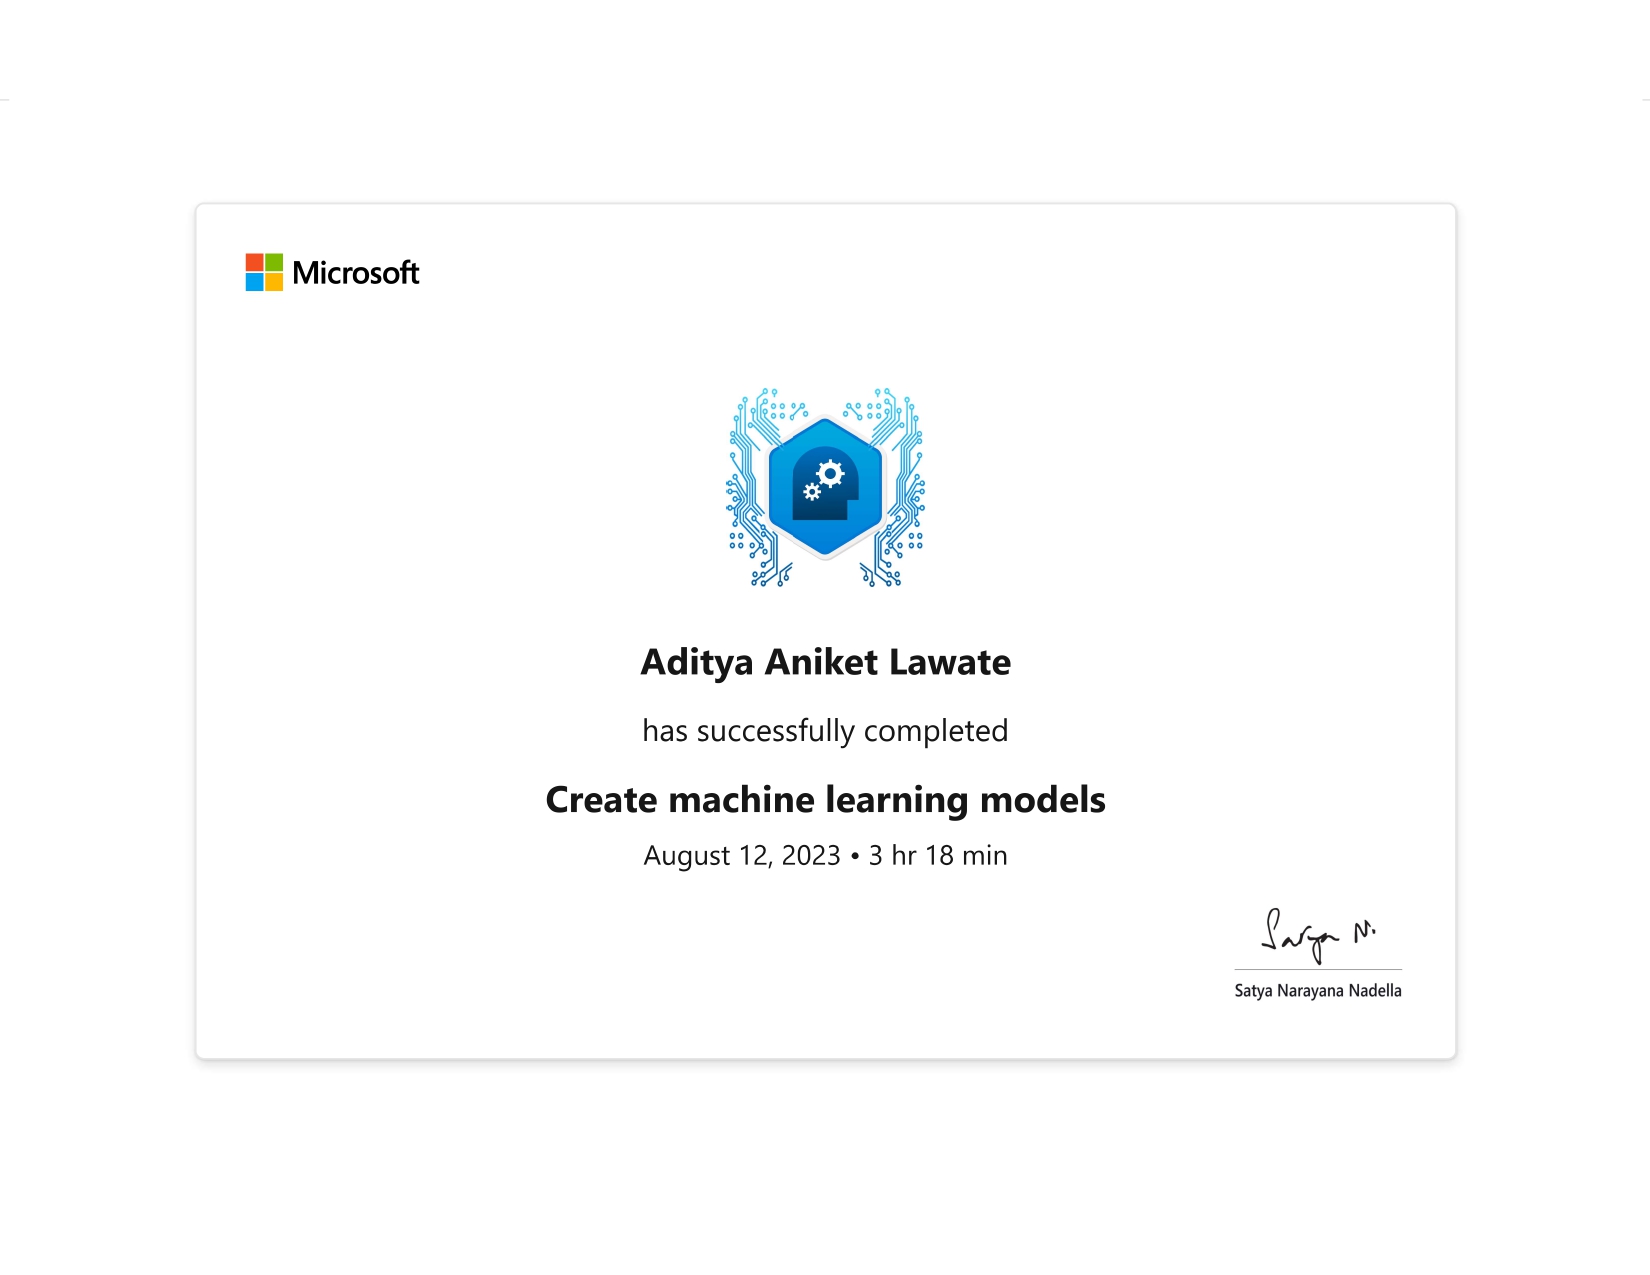 Microsoft
Aditya Aniket Lawate
has successfully completed
Create machine learning models
August 12, 2023 • 3 hr 18 min
Satya N.
Satya Narayana Nadella